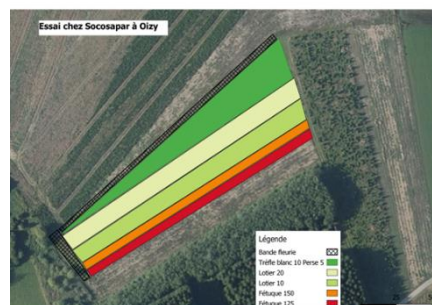 Essai chez Socosapar à Oizy
Légende
Bande fleurie
Trèfle blanc 10 Perse 5
Lotier 20
Lotier 10
Fétuque 150
Fétuque 125